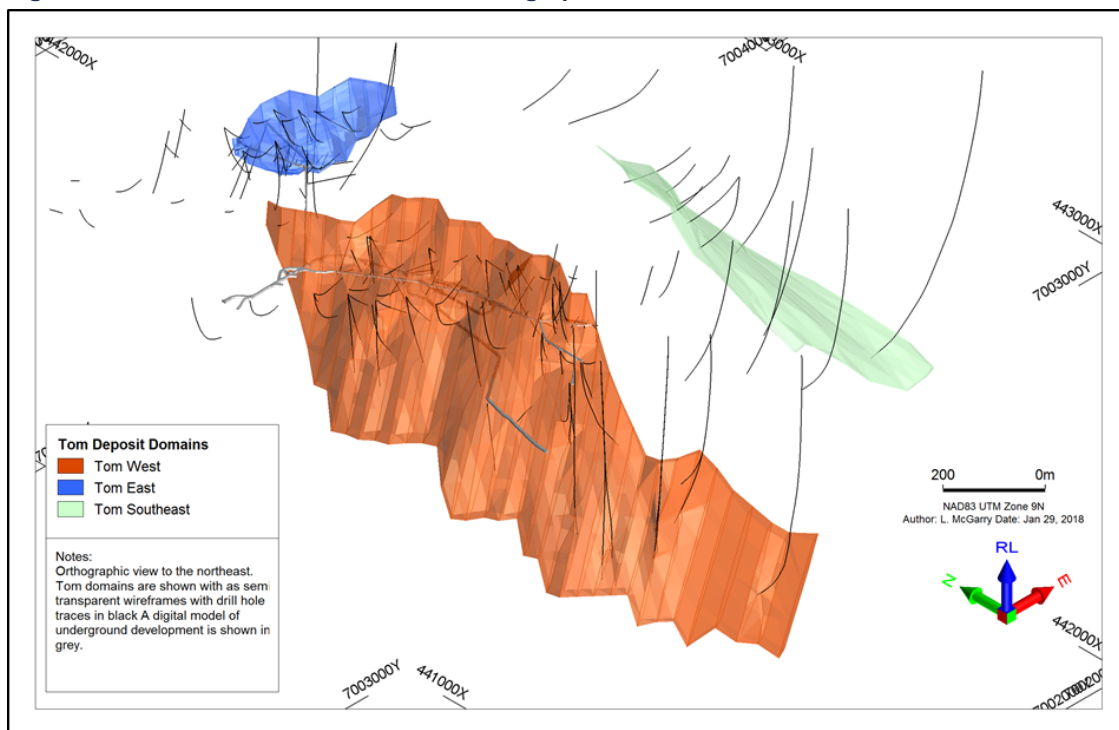 442000X
7004000
443000X
7003000Y
Tom Deposit Domains
Tom West
Tom East
Tom Southeast
Notes:
Orthographic view to the northeast.
Tom domains are shown with as semi
transparent wireframes with drill hole
traces in black A digital model of
underground development is shown in
grey.
200 0m
NAD83 UTM Zone 9N
Author: L. McGarry Date: Jan 29, 2018
RL
N E
442000X
7003000Y 441000X